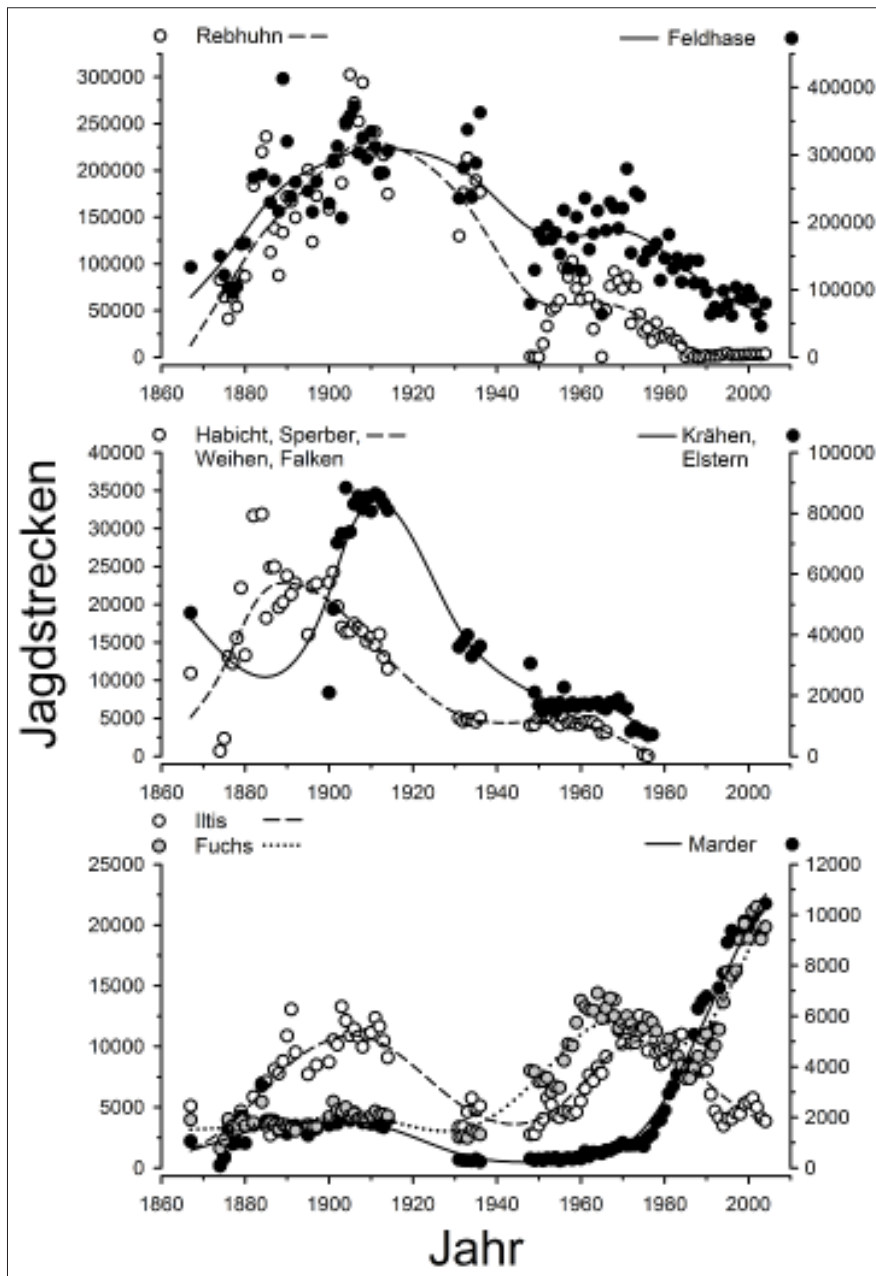 Rebhuhn
Feldhase
300000
250000
200000
150000
100000
50000
0
400000
300000
200000
100000
0
1860 1880 1900 1920 1940 1960 1980 2000
Habicht, Sperber,
Weihen, Falken
Krähen,
Elstern
40000
35000
30000
25000
20000
15000
10000
5000
0
100000
80000
60000
40000
20000
0
1860 1880 1900 1920 1940 1960 1980 2000
Iltis
Fuchs
Marder
25000
20000
15000
10000
5000
0
12000
10000
8000
6000
4000
2000
0
1860 1880 1900 1920 1940 1960 1980 2000
Jagdstrecken
Jahr